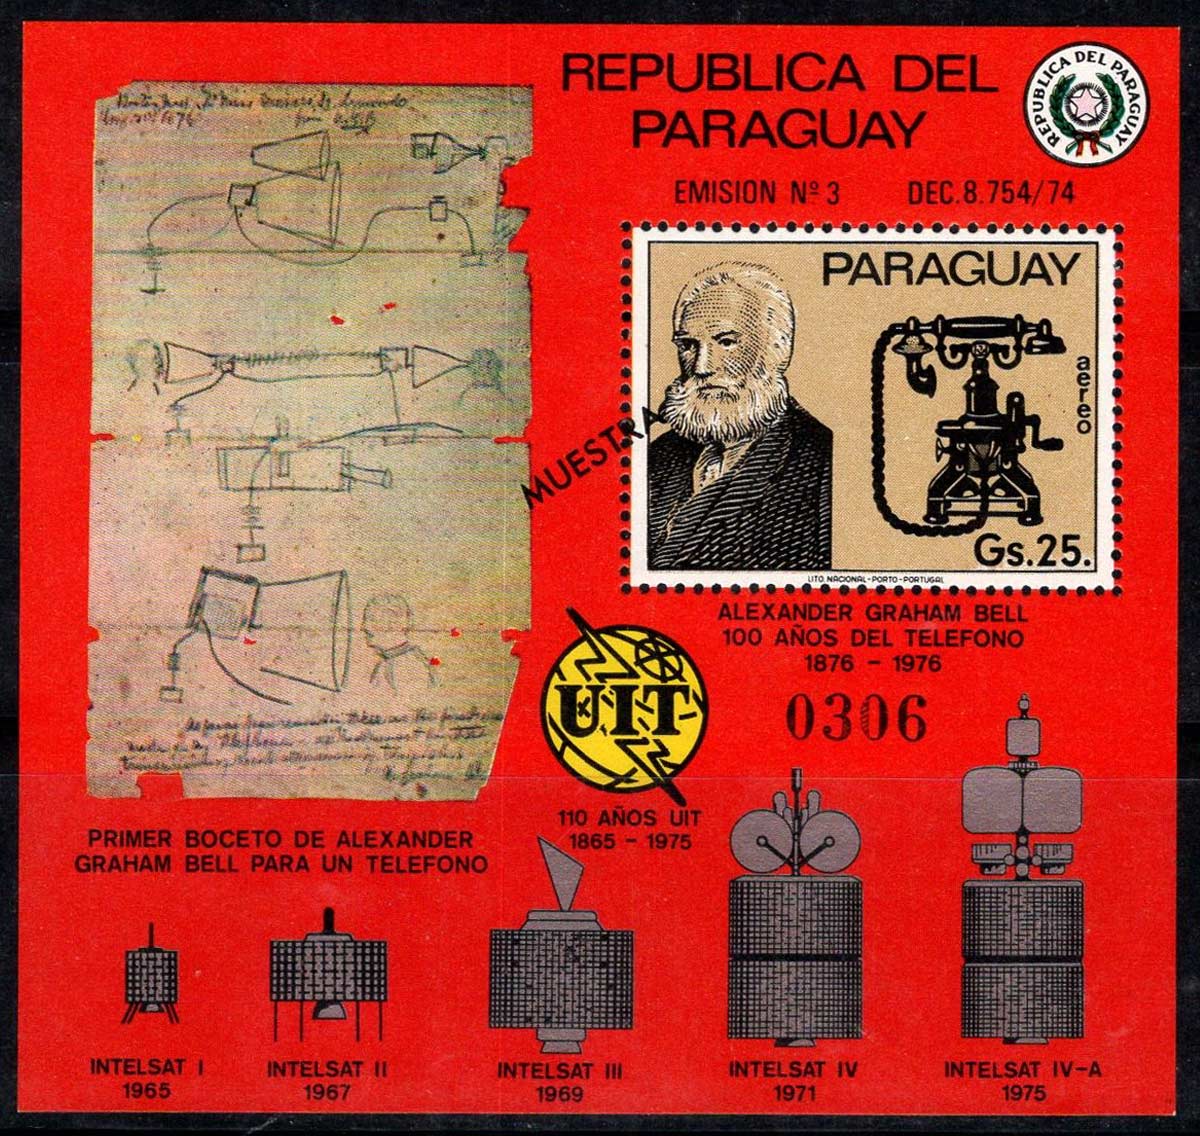 REPUBLICA DEL
PARAGUAY
REPUBLICA DEL PARAGUAY
EMISION Nº 3 DEC. 8.754/74
PARAGUAY
aereo
Gs.25.
LITO. NACIONAL - PORTO - PORTUGAL
MUESTRA
ALEXANDER GRAHAM BELL
100 AÑOS DEL TELEFONO
1876 - 1976
0306
UIT
110 AÑOS UIT
1865 - 1975
PRIMER BOCETO DE ALEXANDER
GRAHAM BELL PARA UN TELEFONO
INTELSAT I
1965
INTELSAT II
1967
INTELSAT III
1969
INTELSAT IV
1971
INTELSAT IV-A
1975